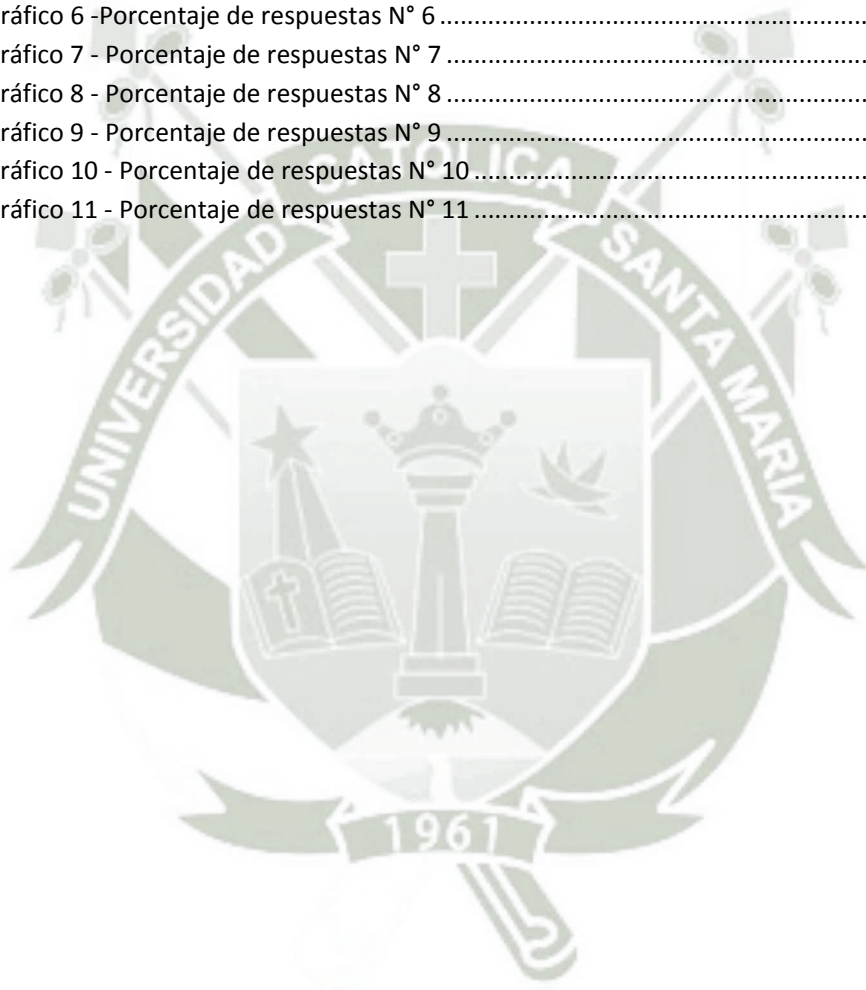 ráfico 6 -Porcentaje de respuestas N° 6 ..............................................................
ráfico 7 - Porcentaje de respuestas N° 7 .............................................................
ráfico 8 - Porcentaje de respuestas N° 8 .............................................................
ráfico 9 - Porcentaje de respuestas N° 9 .............................................................
ráfico 10 - Porcentaje de respuestas N° 10 .........................................................
ráfico 11 - Porcentaje de respuestas N° 11 .........................................................
UNIVERSIDAD CATOLICA SANTA MARIA
1961